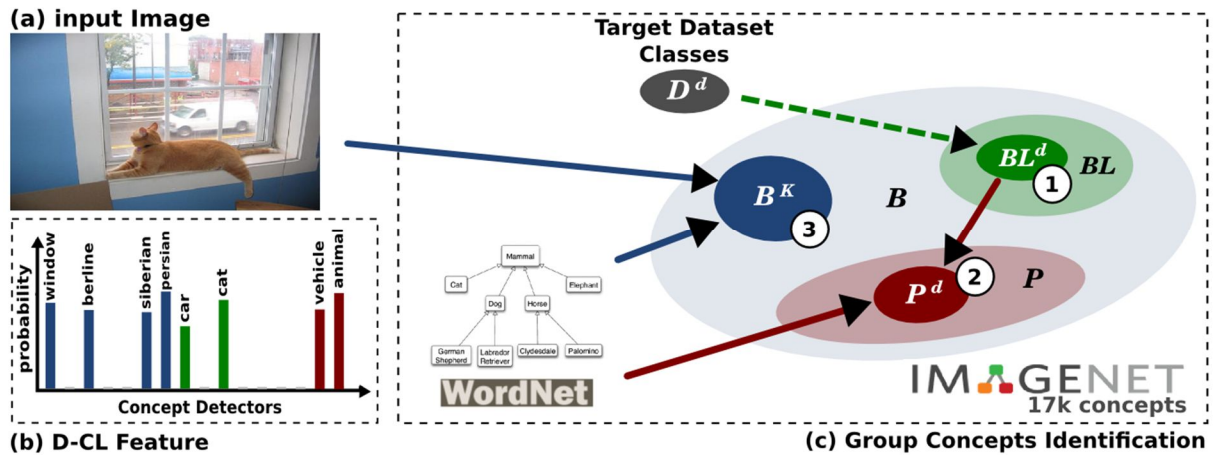 (a) input Image
probability
window
berline
siberian
persian
car
cat
vehicle
animal
Concept Detectors
(b) D-CL Feature
Target Dataset
Classes
D d
BL d
BL
1
B K
B
3
P d
P
2
Mammal
Cat
Elephant
Dog
Horse
German
Shepherd
Labrador
Retriever
Clydesdale
Palomino
WordNet
IMAGENET
17k concepts
(c) Group Concepts Identification